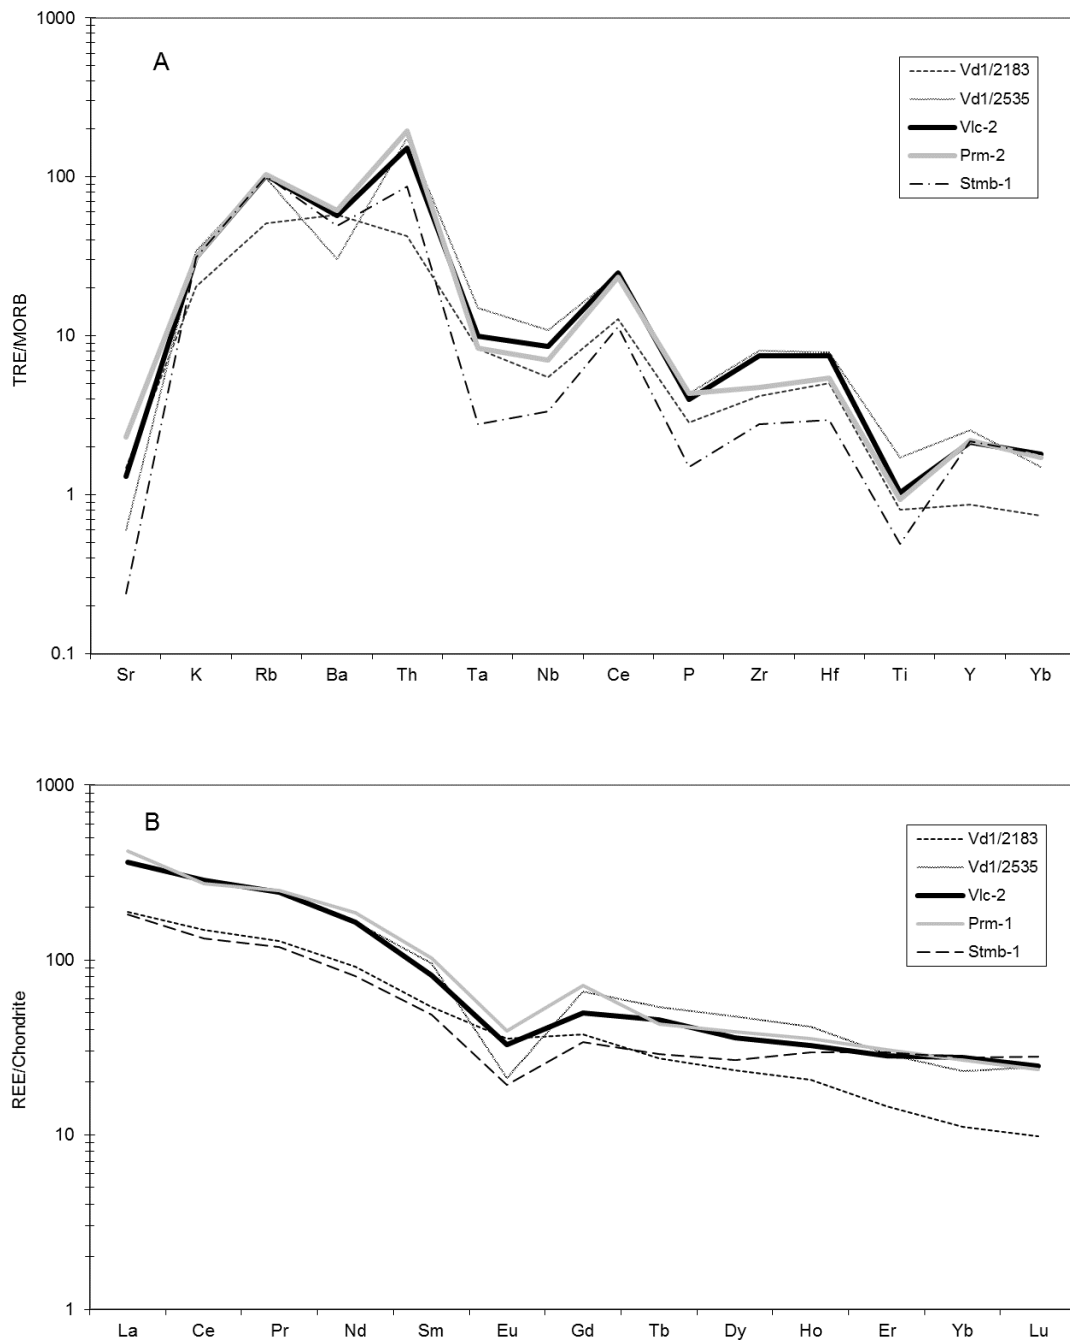 1000
A
Vd1/2183
Vd1/2535
Vlc-2
Prm-2
Stmb-1
100
10
1
0.1
TRE/MORB
Sr K Rb Ba Th Ta Nb Ce P Zr Hf Ti Y Yb
1000
B
Vd1/2183
Vd1/2535
Vlc-2
Prm-1
Stmb-1
100
10
1
REE/Chondrite
La Ce Pr Nd Sm Eu Gd Tb Dy Ho Er Yb Lu